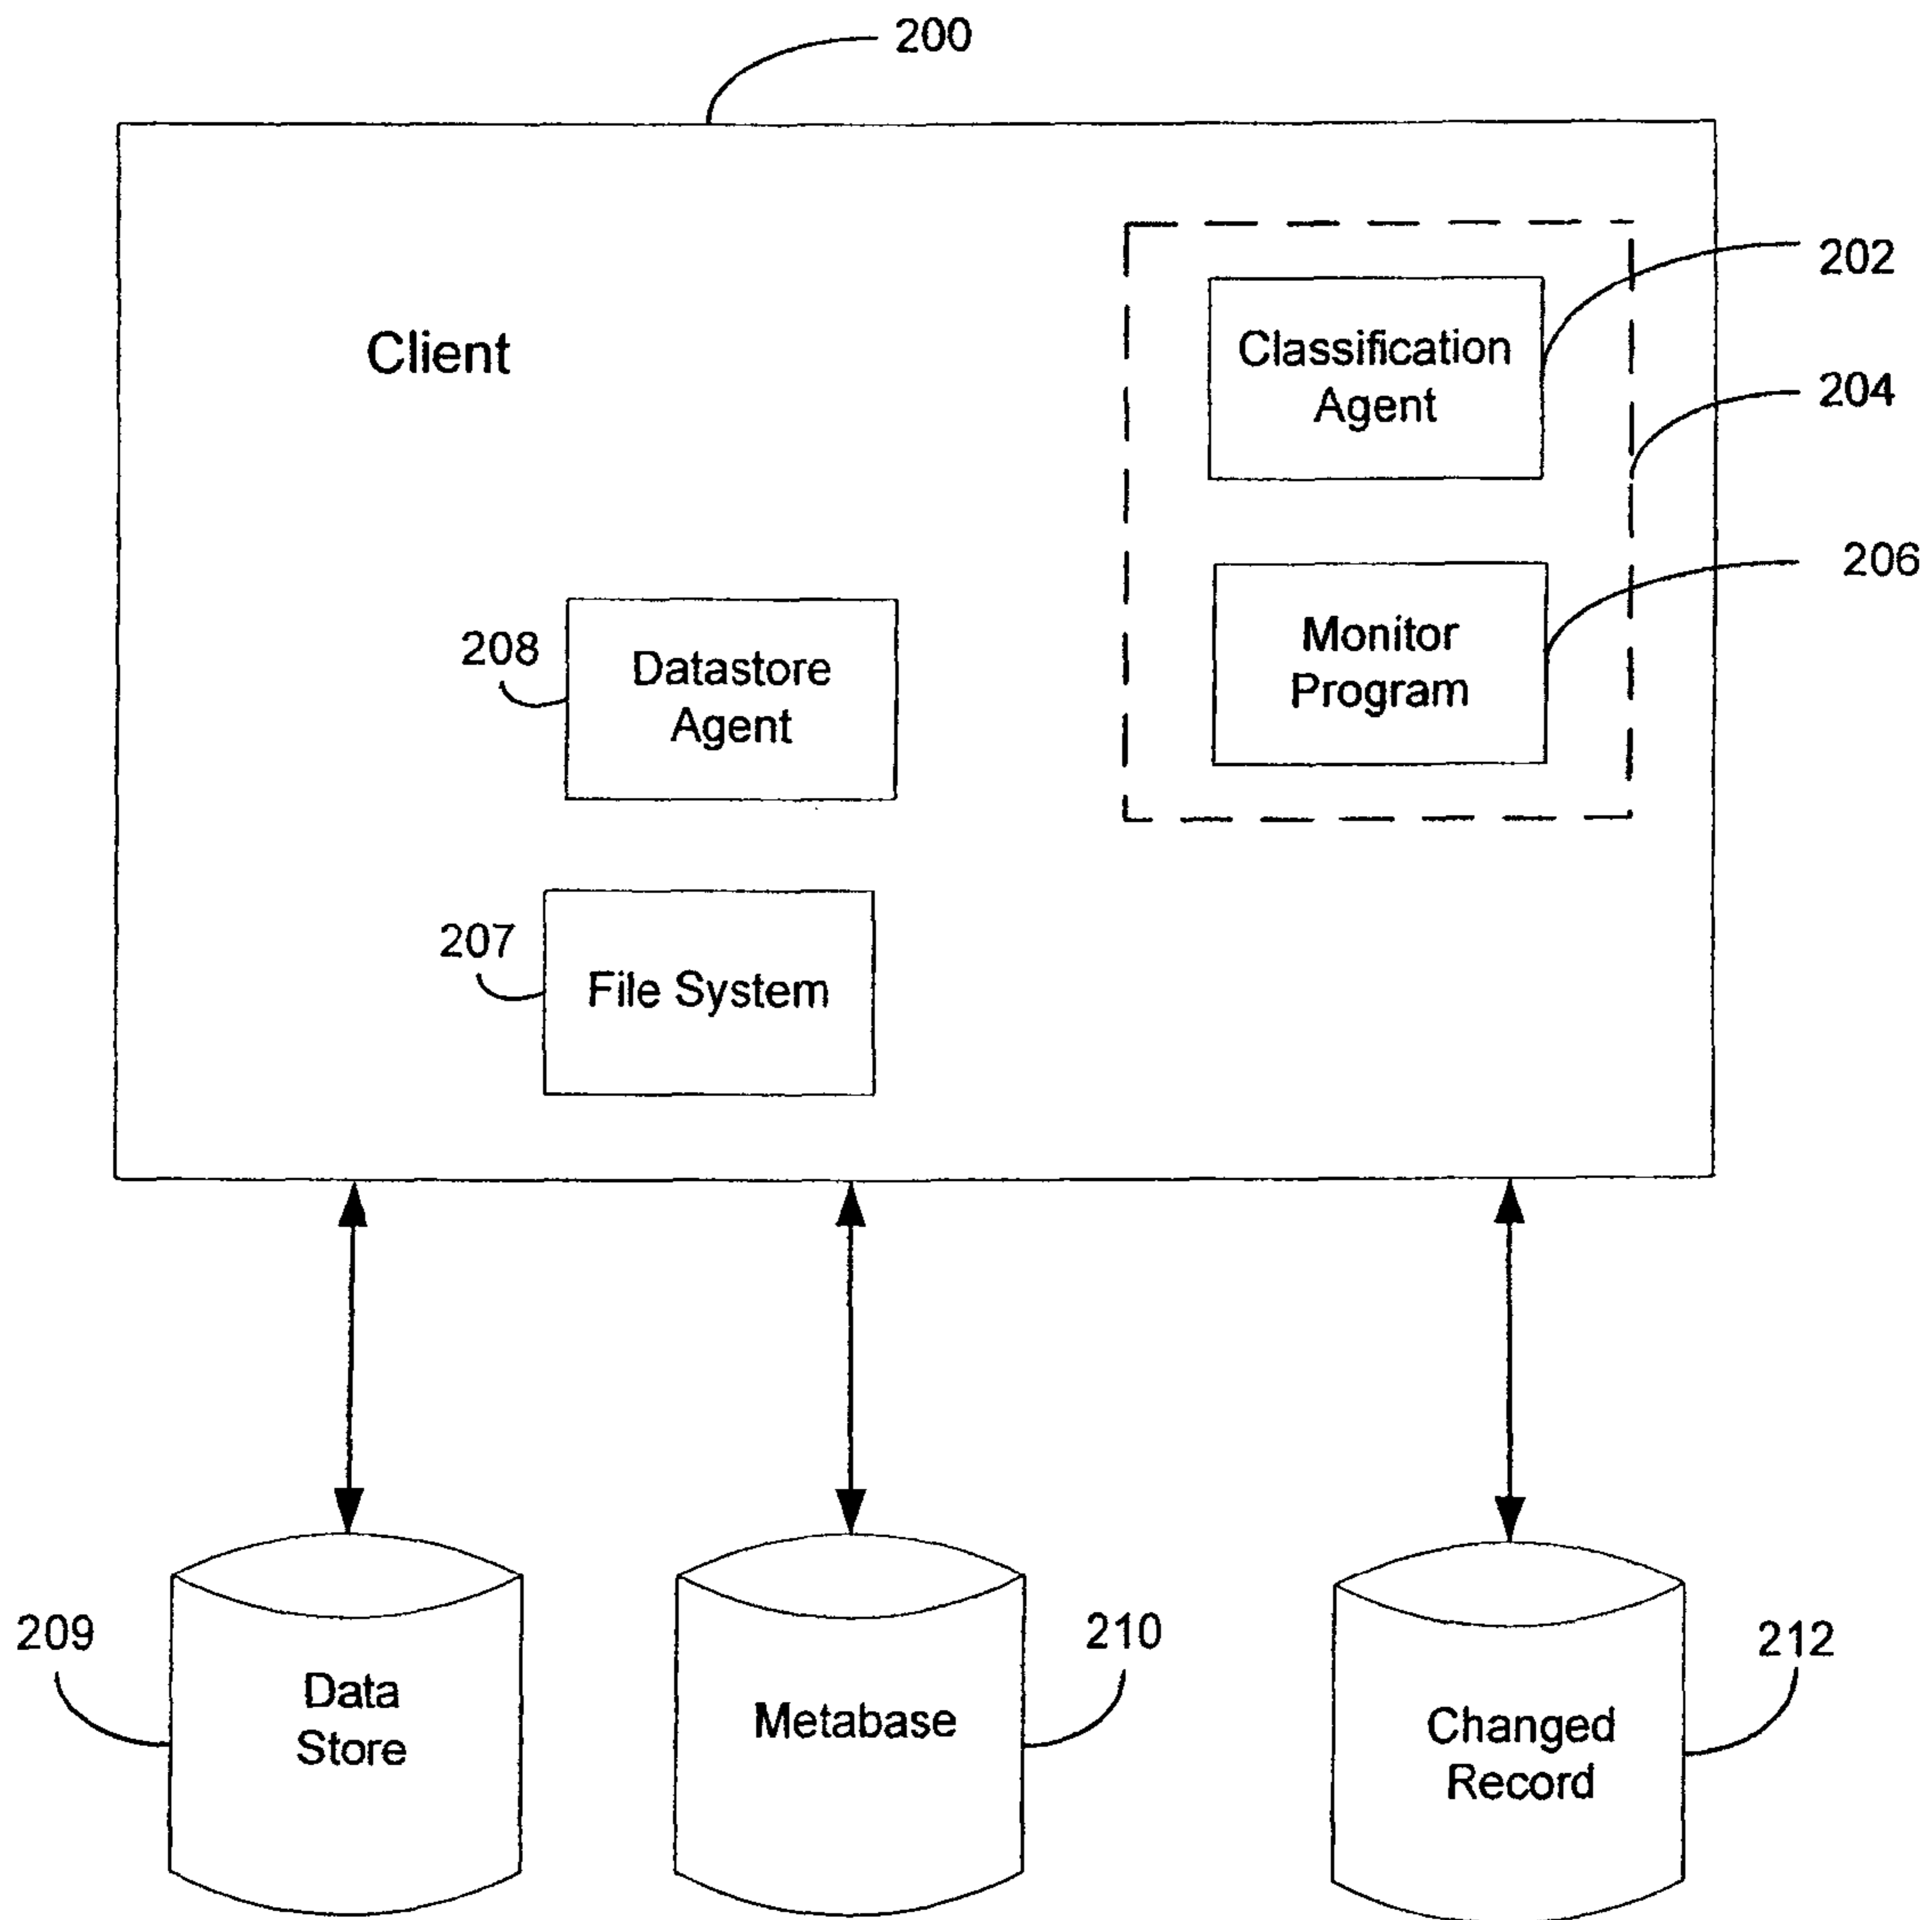 200
202
Client
Classification
Agent
204
206
208
Datastore
Agent
Monitor
Program
207
File System
209
Data
Store
210
Metabase
212
Changed
Record